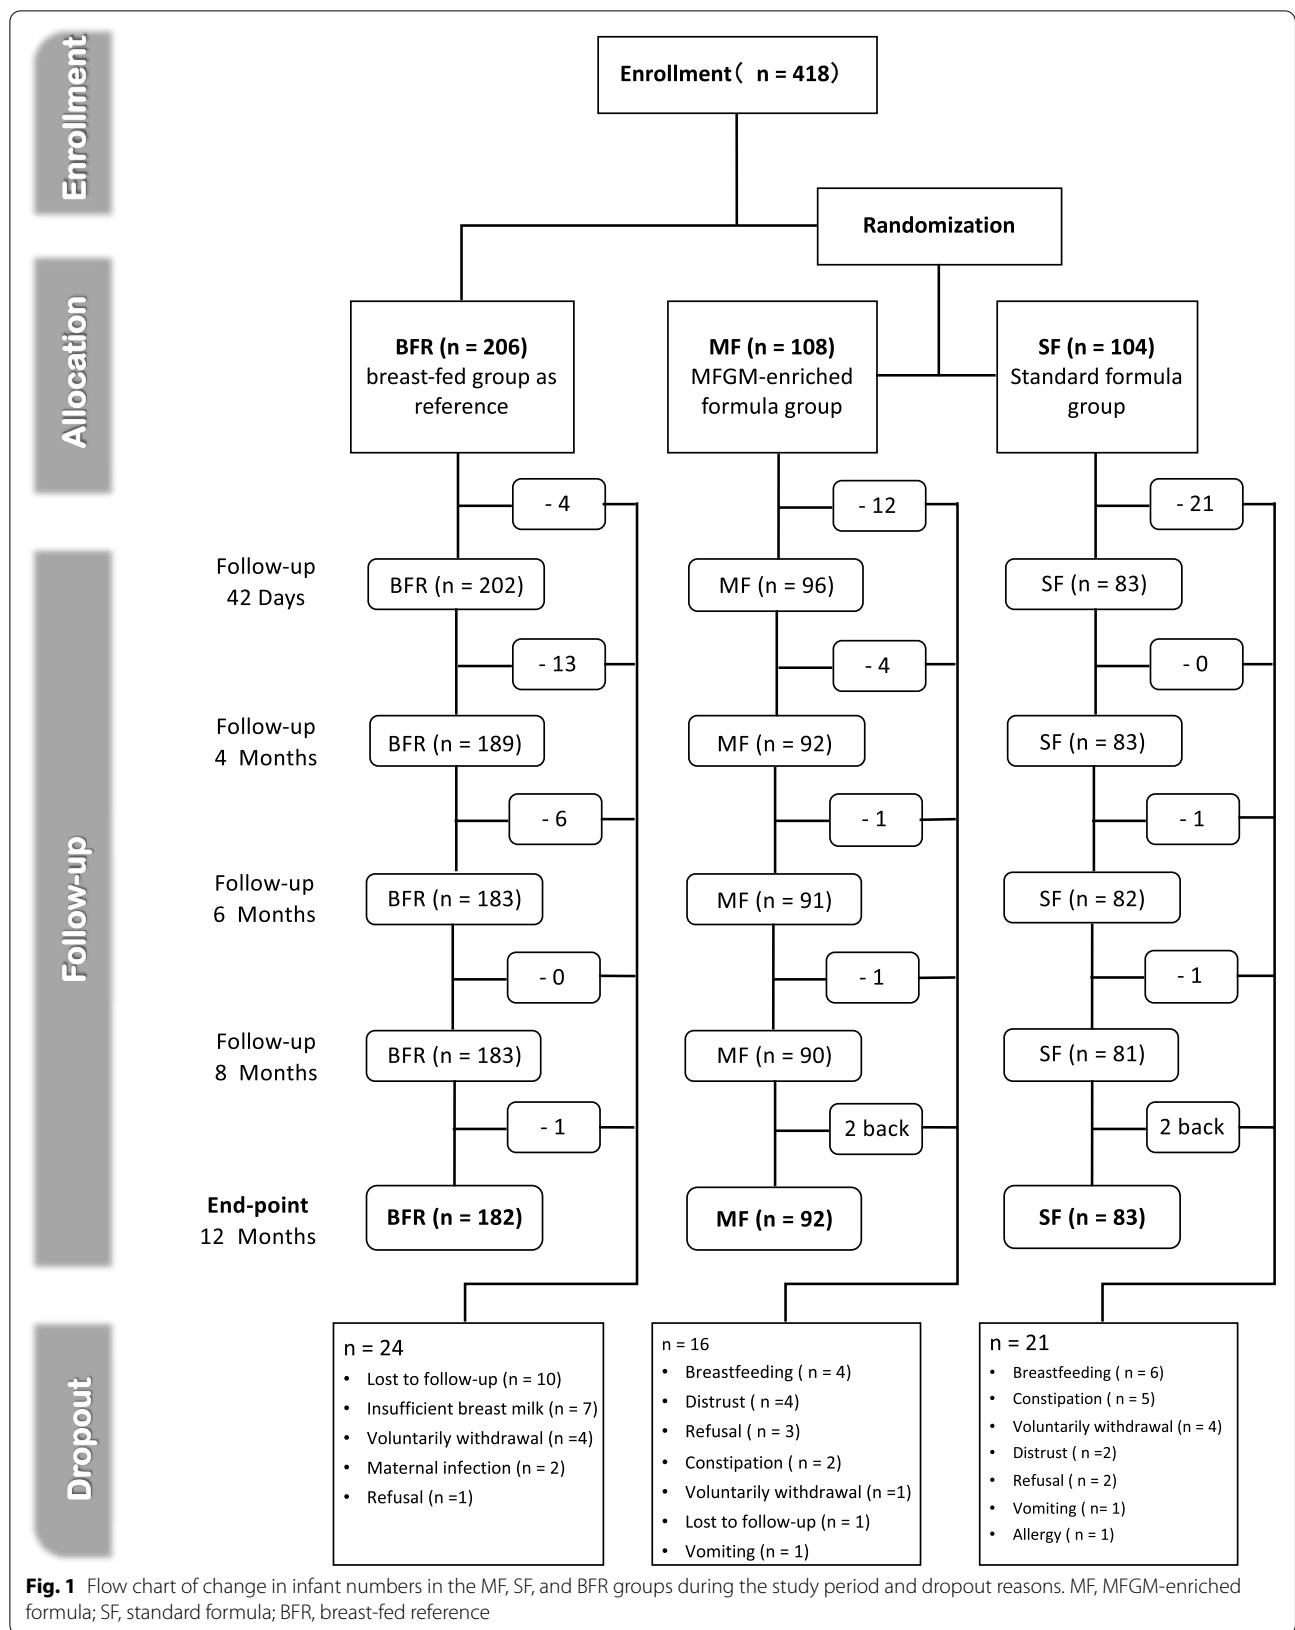 Enrollment
Enrollment( n = 418)
Randomization
Allocation
BFR (n = 206)
breast-fed group as
reference
MF (n = 108)
MFGM-enriched
formula group
SF (n = 104)
Standard formula
group
- 4
- 12
- 21
Follow-up
Follow-up
42 Days
BFR (n = 202)
MF (n = 96)
SF (n = 83)
- 13
- 4
- 0
Follow-up
4 Months
BFR (n = 189)
MF (n = 92)
SF (n = 83)
- 6
- 1
- 1
Follow-up
6 Months
BFR (n = 183)
MF (n = 91)
SF (n = 82)
- 0
- 1
- 1
Follow-up
8 Months
BFR (n = 183)
MF (n = 90)
SF (n = 81)
- 1
2 back
2 back
End-point
12 Months
BFR (n = 182)
MF (n = 92)
SF (n = 83)
Dropout
n = 24
• Lost to follow-up (n = 10)
• Insufficient breast milk (n = 7)
• Voluntarily withdrawal (n =4)
• Maternal infection (n = 2)
• Refusal (n =1)
n = 16
• Breastfeeding ( n = 4)
• Distrust ( n =4)
• Refusal ( n = 3)
• Constipation ( n = 2)
• Voluntarily withdrawal (n =1)
• Lost to follow-up (n = 1)
• Vomiting (n = 1)
n = 21
• Breastfeeding ( n = 6)
• Constipation ( n = 5)
• Voluntarily withdrawal (n = 4)
• Distrust ( n =2)
• Refusal ( n = 2)
• Vomiting ( n= 1)
• Allergy ( n = 1)
Fig. 1 Flow chart of change in infant numbers in the MF, SF, and BFR groups during the study period and dropout reasons. MF, MFGM-enriched
formula; SF, standard formula; BFR, breast-fed reference